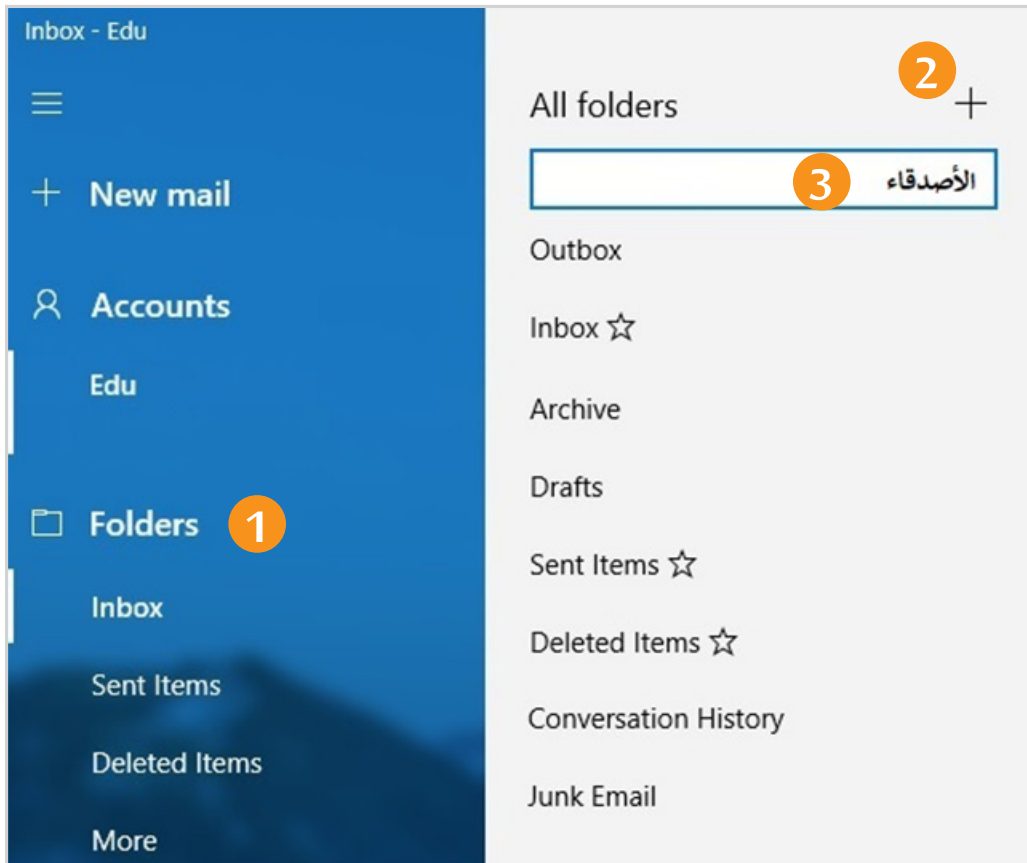 Inbox - Edu
New mail
Accounts
Edu
Folders 1
Inbox
Sent Items
Deleted Items
More
2
All folders
3 الأصدقاء
Outbox
Inbox
Archive
Drafts
Sent Items
Deleted Items
Conversation History
Junk Email